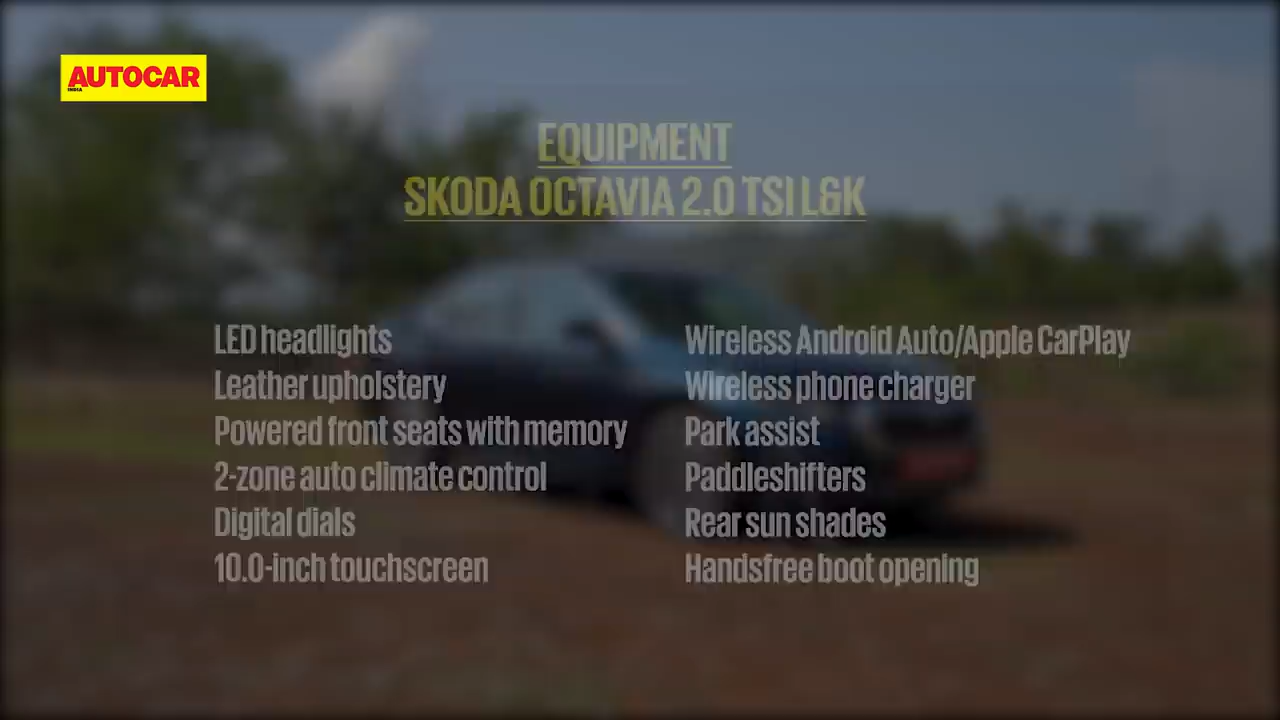 AUTOCAR
INDIA
EQUIPMENT
SKODA OCTAVIA 2.0 TSI L&K
LED headlights
Leather upholstery
Powered front seats with memory
2-zone auto climate control
Digital dials
10.0-inch touchscreen
Wireless Android Auto/Apple CarPlay
Wireless phone charger
Park assist
Paddleshifters
Rear sun shades
Handsfree boot opening